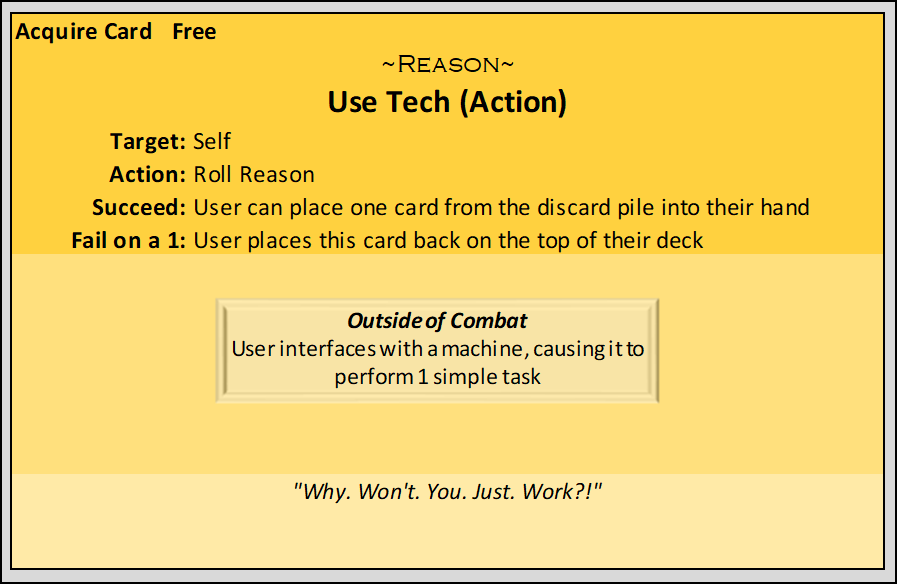 Acquire Card Free
~Reason~
Use Tech (Action)
Target: Self
Action: Roll Reason
Succeed: User can place one card from the discard pile into their hand
Fail on a 1: User places this card back on the top of their deck
Outside of Combat
User interfaces with a machine, causing it to
perform 1 simple task
"Why. Won't. You. Just. Work?!"